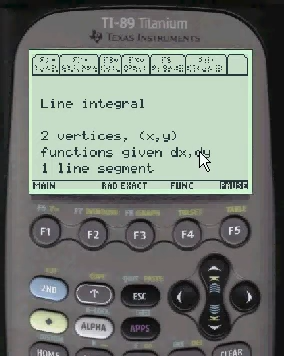 TI-89 Titanium
TEXAS INSTRUMENTS
Line integral
2 vertices, (x,y)
functions given dx,dy
1 line segment
MAIN RAD EXACT FUNC PAUSE
F1 F2 F3 F4 F5
2ND ESC
ALPHA APPS
HOME CLEAR